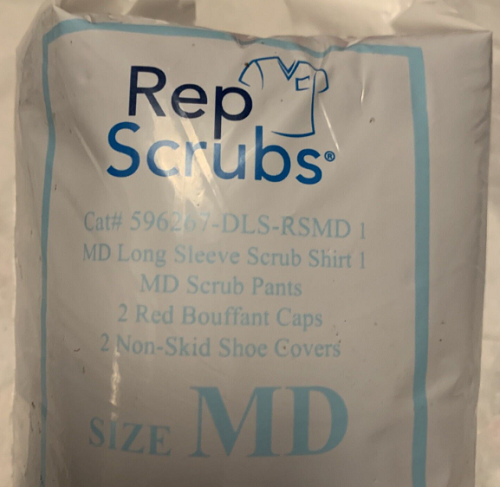 Rep
Scrubs®
Cat# 596267-DLS-RSMD 1
MD Long Sleeve Scrub Shirt 1
MD Scrub Pants
2 Red Bouffant Caps
2 Non-Skid Shoe Covers
SIZE MD